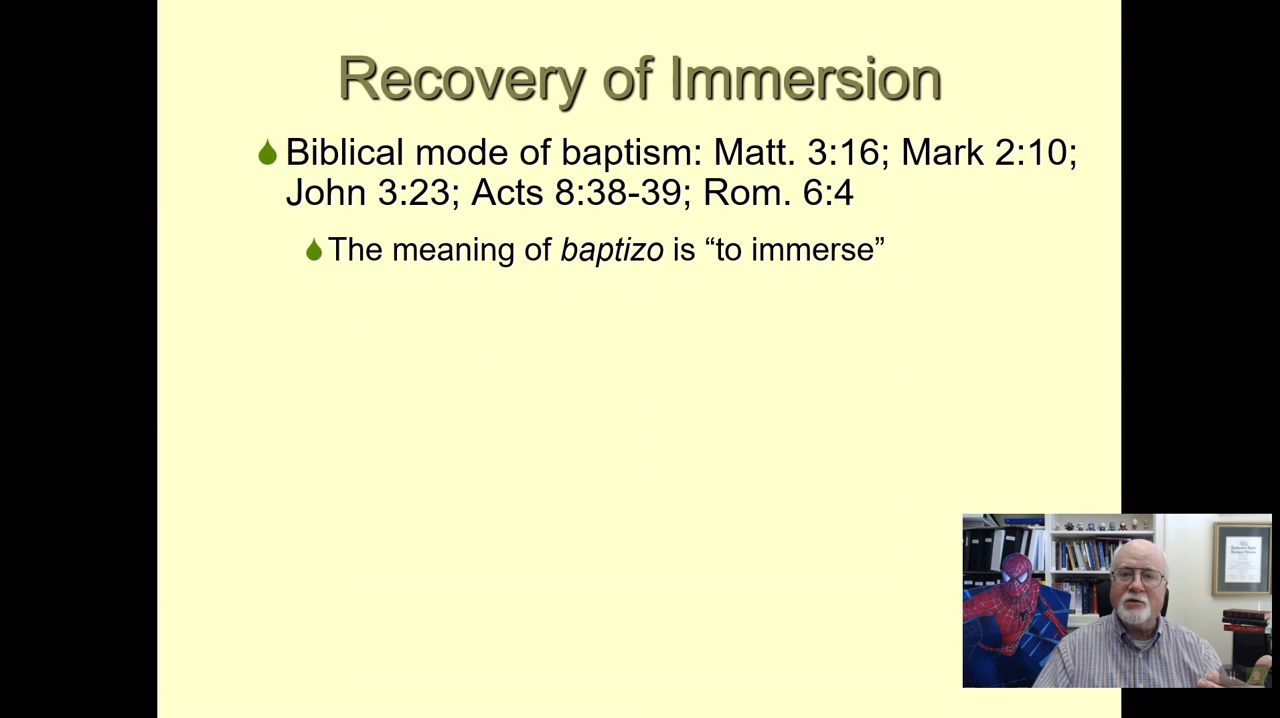 Recovery of Immersion
Biblical mode of baptism: Matt. 3:16; Mark 2:10;
John 3:23; Acts 8:38-39; Rom. 6:4
The meaning of baptizo is “to immerse”